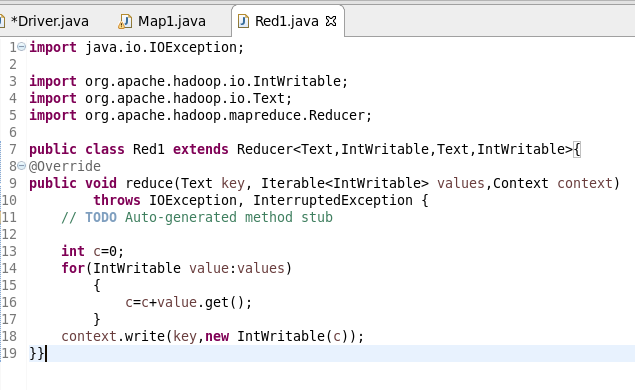 *Driver.java Map1.java Red1.java
1 import java.io.IOException;
2
3 import org.apache.hadoop.io.IntWritable;
4 import org.apache.hadoop.io.Text;
5 import org.apache.hadoop.mapreduce.Reducer;
6
7 public class Red1 extends Reducer<Text,IntWritable,Text,IntWritable>{
8 @Override
9 public void reduce(Text key, Iterable<IntWritable> values,Context context)
10         throws IOException, InterruptedException {
11     // TODO Auto-generated method stub
12
13     int c=0;
14     for(IntWritable value:values)
15         {
16             c=c+value.get();
17         }
18     context.write(key,new IntWritable(c));
19 }}